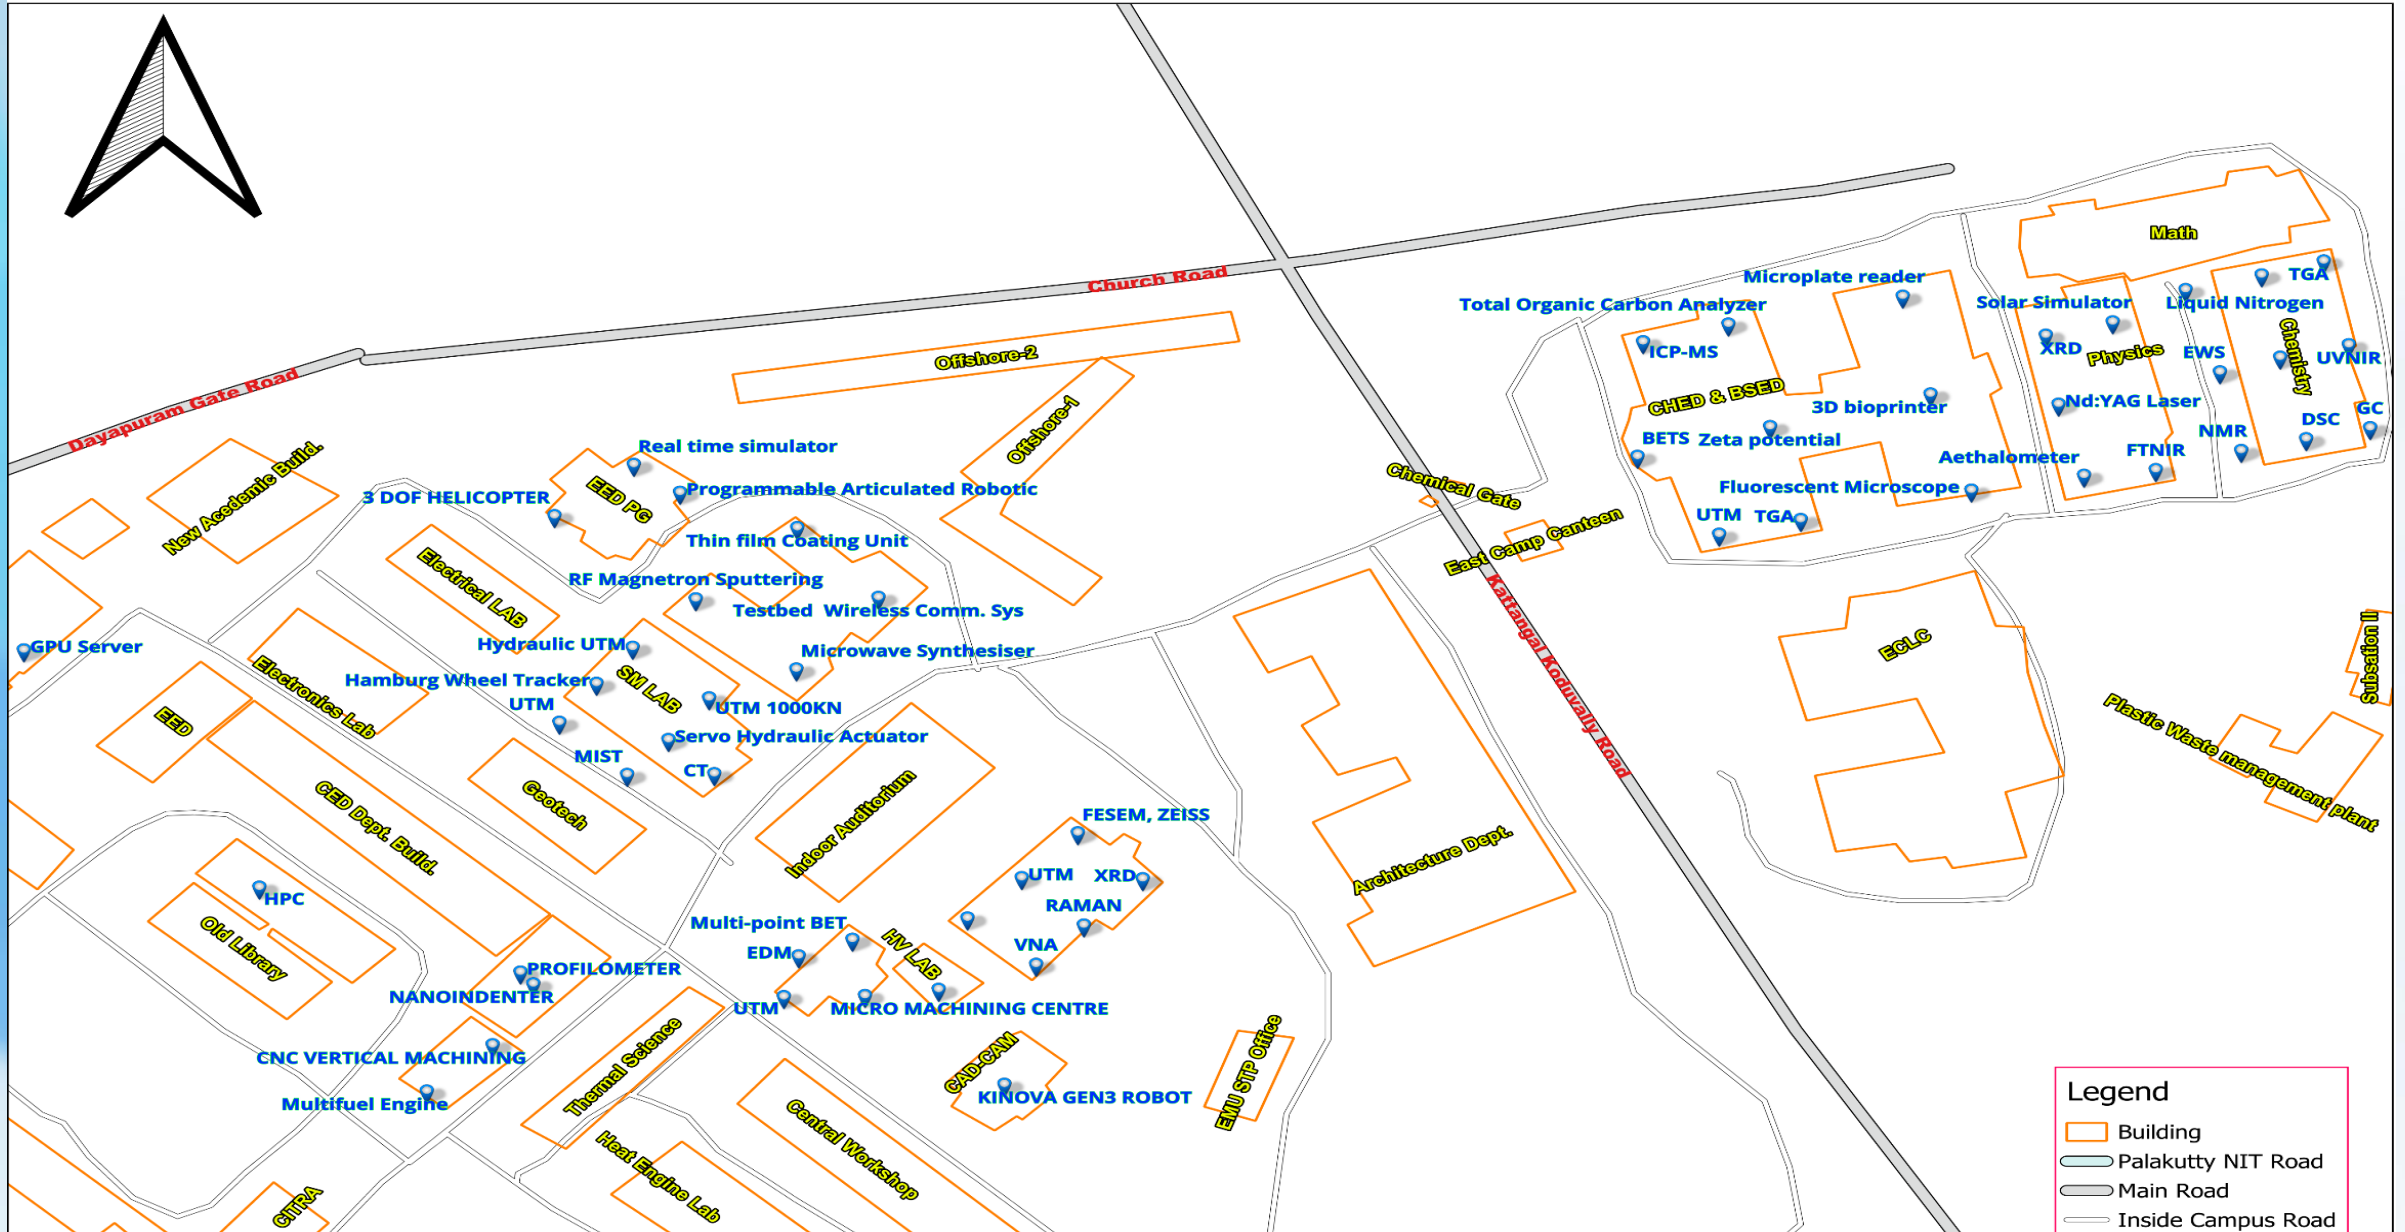 Church Road
Microplate reader
Math
TGA
Total Organic Carbon Analyzer
Solar Simulator
Liquid Nitrogen
ICP-MS
XRD
Physics
EWS
Chemistry
UVNIR
Offshore-2
Dayapuram Gate Road
CHED & BSED
3D bioprinter
Nd:YAG Laser
GC
DSC
Offshore-1
BETS
Zeta potential
NMR
FTNIR
Real time simulator
Aethalometer
New Acedemic Build.
3 DOF HELICOPTER
EED PG
Programmable Articulated Robotic
Chemical Gate
Fluorescent Microscope
UTM
TGA
Thin film Coating Unit
East Camp Canteen
Electrical LAB
RF Magnetron Sputtering
Testbed  Wireless Comm. Sys
Kattangal Koduvally Road
GPU Server
Hydraulic UTM
Microwave Synthesiser
ECLC
Subsation II
Electronics Lab
Hamburg Wheel Tracker
SM LAB
UTM
UTM 1000KN
EED
Servo Hydraulic Actuator
Plastic Waste management plant
MIST
CT
CED Dept. Build.
Geotech
Indoor Auditorium
FESEM, ZEISS
Architecture Dept.
UTM
XRD
HPC
RAMAN
Old Library
Multi-point BET
HV LAB
VNA
EDM
PROFILOMETER
NANOINDENTER
UTM
MICRO MACHINING CENTRE
CNC VERTICAL MACHINING
Thermal Science
CAD-CAM
EMU STP Office
Multifuel Engine
KINOVA GEN3 ROBOT
Central Workshop
Heat Engine Lab
CITRA
Legend
Building
Palakutty NIT Road
Main Road
Inside Campus Road